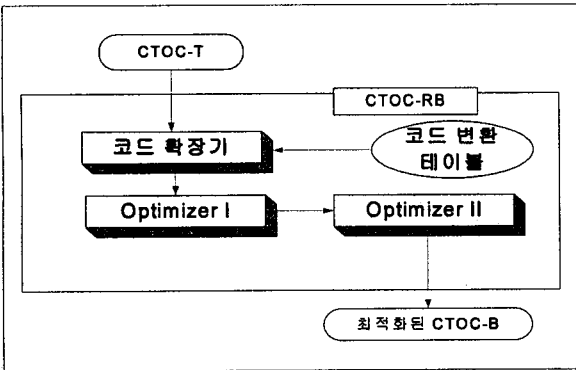 CTOC-T
CTOC-RB
코드 확장기
코드 변환
테이블
Optimizer I
Optimizer II
최적화된 CTOC-B